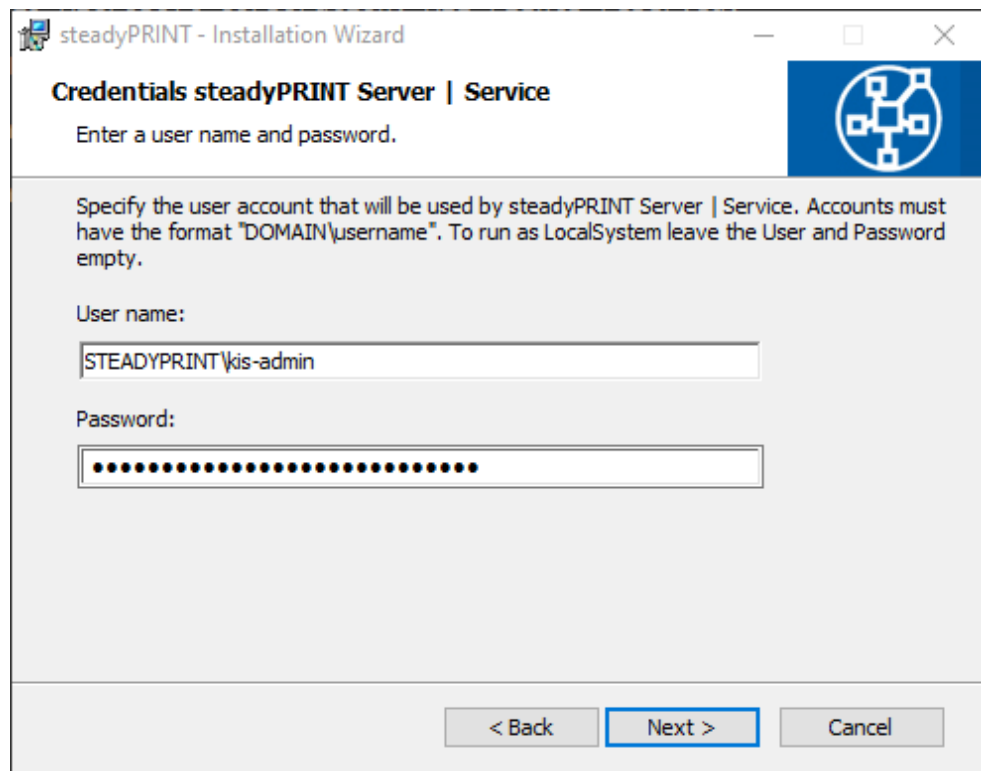 steadyPRINT - Installation Wizard
Credentials steadyPRINT Server | Service
Enter a user name and password.
Specify the user account that will be used by steadyPRINT Server | Service. Accounts must
have the format "DOMAIN\username". To run as LocalSystem leave the User and Password
empty.
User name:
STEADYPRINT\kis-admin
Password:
●●●●●●●●●●●●●●●●●●●●●●●●●●●●
< Back Next > Cancel